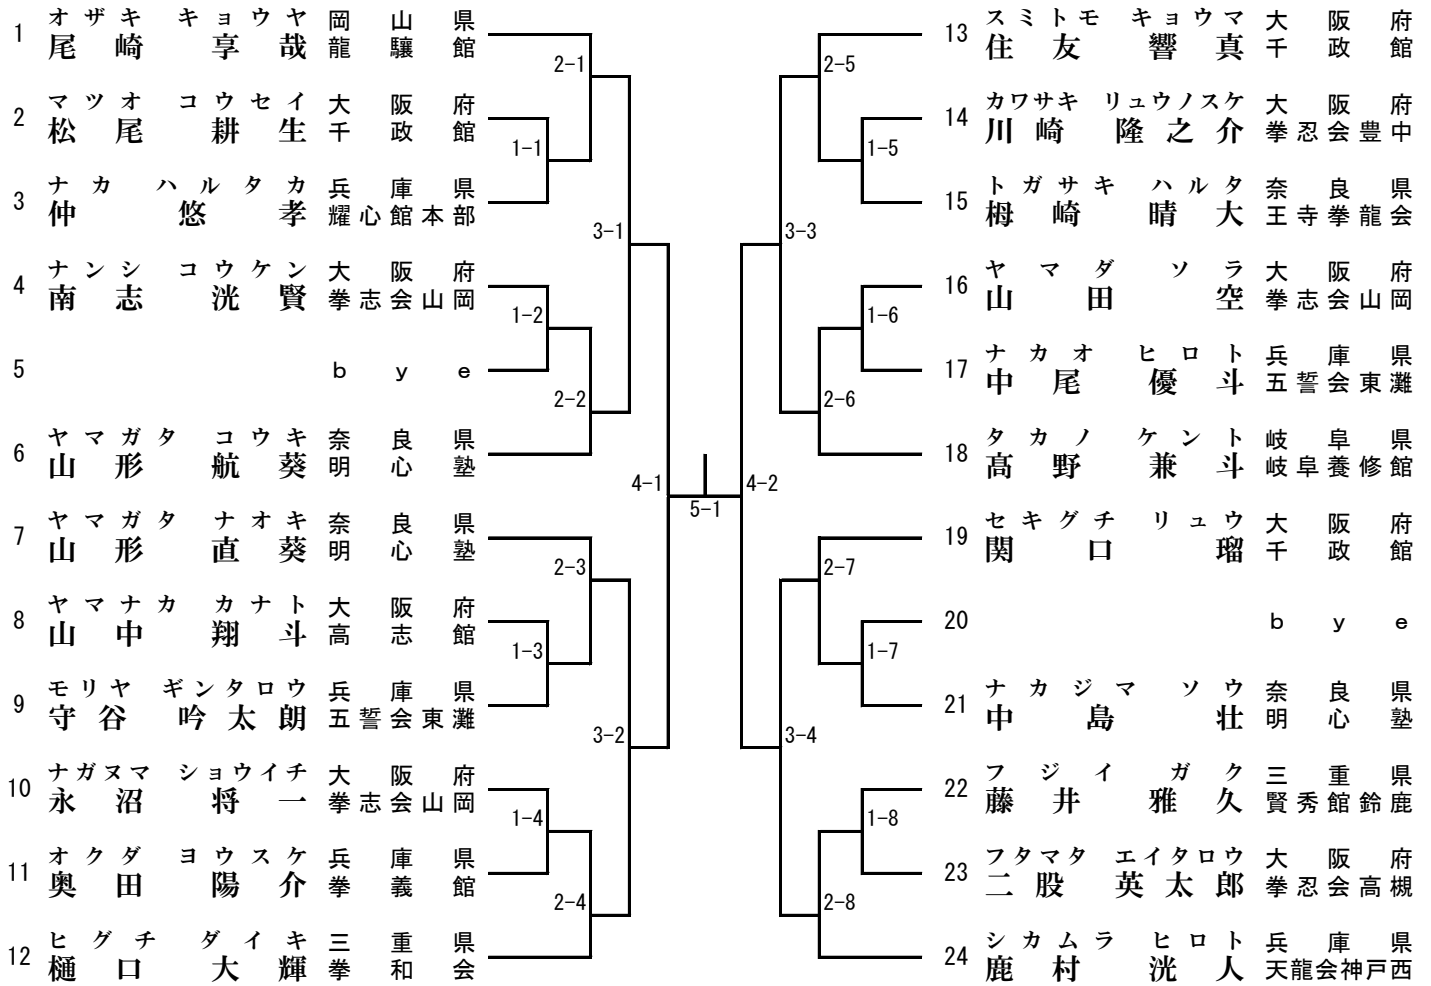 1 オザキ キョウヤ 岡山県
尾崎 享哉 龍驤館
2 マツオ コウセイ 大阪府
松尾 耕生 千政館
3 ナカ ハルタカ 兵庫県
仲 悠孝 耀心館本部
4 ナンシ コウケン 大阪府
南志 洸賢 拳志会山岡
5 bye
6 ヤマガタ コウキ 奈良県
山形 航葵 明心塾
7 ヤマガタ ナオキ 奈良県
山形 直葵 明心塾
8 ヤマナカ カナト 大阪府
山中 翔斗 高志館
9 モリヤ ギンタロウ 兵庫県
守谷 吟太朗 五誓会東灘
10 ナガヌマ ショウイチ 大阪府
永沼 将一 拳志会山岡
11 オクダ ヨウスケ 兵庫県
奥田 陽介 拳義館
12 ヒグチ ダイキ 三重県
樋口 大輝 拳和会
2-1
1-1
3-1
1-2
2-2
4-1
2-3
1-3
3-2
1-4
2-4
5-1
2-5
1-5
3-3
1-6
2-6
4-2
2-7
1-7
3-4
1-8
2-8
13 スミトモ キョウマ 大阪府
住友 響真 千政館
14 カワサキ リュウノスケ 大阪府
川崎 隆之介 拳忍会豊中
15 トガサキ ハルタ 奈良県
栂崎 晴大 王寺拳龍会
16 ヤマダ ソラ 大阪府
山田 空 拳志会山岡
17 ナカオ ヒロト 兵庫県
中尾 優斗 五誓会東灘
18 タカノ ケント 岐阜県
髙野 兼斗 岐阜養修館
19 セキグチ リュウ 大阪府
関口 瑠 千政館
20 bye
21 ナカジマ ソウ 奈良県
中島 壮 明心塾
22 フジイ ガク 三重県
藤井 雅久 賢秀館鈴鹿
23 フタマタ エイタロウ 大阪府
二股 英太郎 拳忍会高槻
24 シカムラ ヒロト 兵庫県
鹿村 洸人 天龍会神戸西